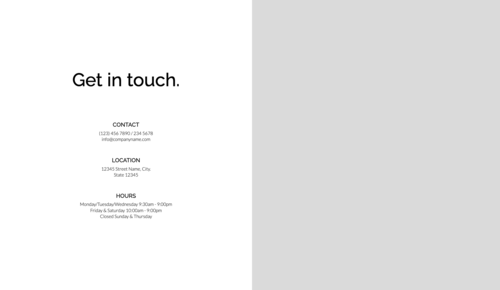 Get in touch.
CONTACT
(123) 456 7890 / 234 5678
info@companyname.com
LOCATION
12345 Street Name, City.
State 12345
HOURS
Monday/Tuesday/Wednesday 9:30am - 9:00pm
Friday & Saturday 10:00am - 9:00pm
Closed Sunday & Thursday